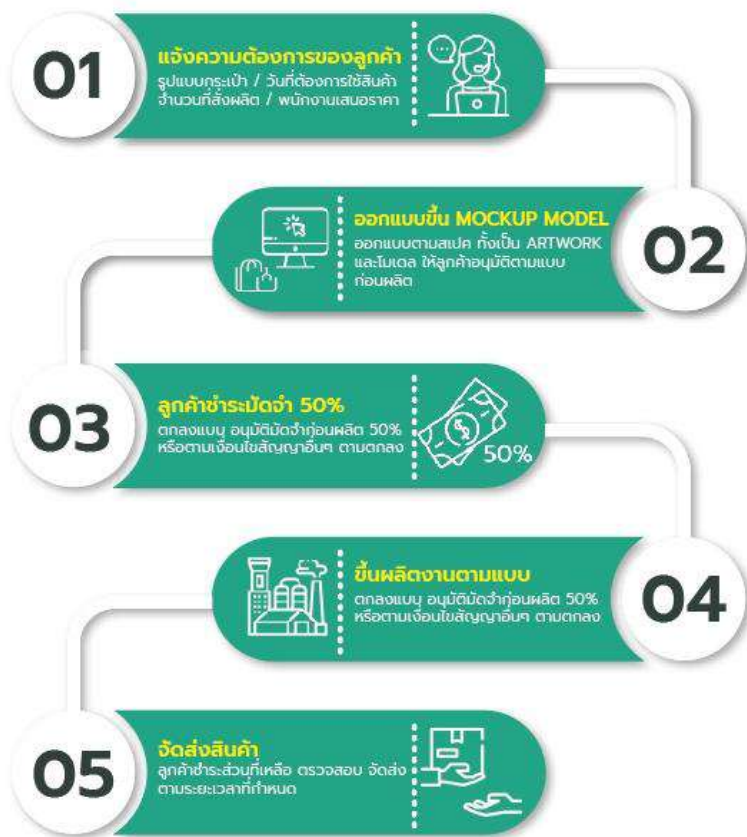 01
แจ้งความต้องการของลูกค้า
รูปแบบกระเป๋า / วันที่ต้องการใช้สินค้า
จำนวนที่สั่งผลิต / พนักงานเสนอราคา
02
ออกแบบขึ้น MOCKUP MODEL
ออกแบบตามสเปค ทั้งเป็น ARTWORK
และโมเดล ให้ลูกค้าอนุมัติตามแบบ
ก่อนผลิต
03
ลูกค้าชำระมัดจำ 50%
ตกลงแบบ อนุมัติมัดจำก่อนผลิต 50%
หรือตามเงื่อนไขสัญญาอื่นๆ ตามตกลง
50%
04
ขึ้นผลิตงานตามแบบ
ตกลงแบบ อนุมัติมัดจำก่อนผลิต 50%
หรือตามเงื่อนไขสัญญาอื่นๆ ตามตกลง
05
จัดส่งสินค้า
ลูกค้าชำระส่วนที่เหลือ ตรวจสอบ จัดส่ง
ตามระยะเวลาที่กำหนด